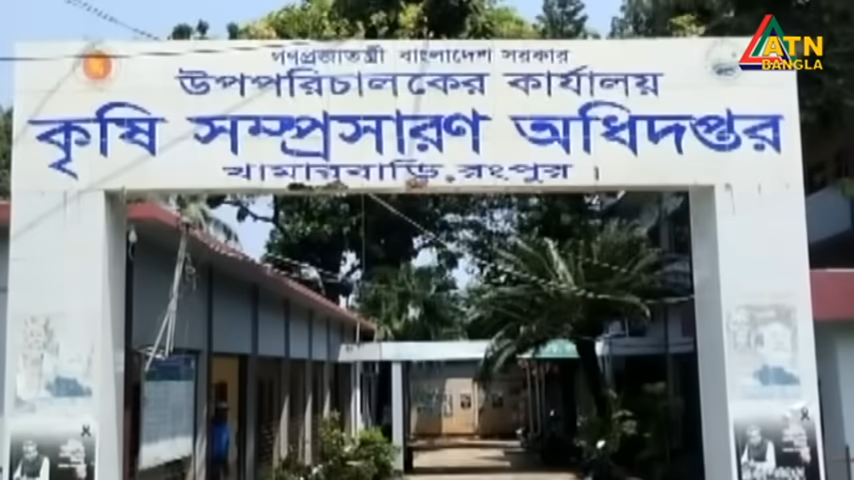 গণপ্রজাতন্ত্রী বাংলাদেশ সরকার
উপপরিচালকের কার্যালয়
কৃষি সম্প্রসারণ অধিদপ্তর
খামারবাড়ি, রংপুর।
ATN
BANGLA